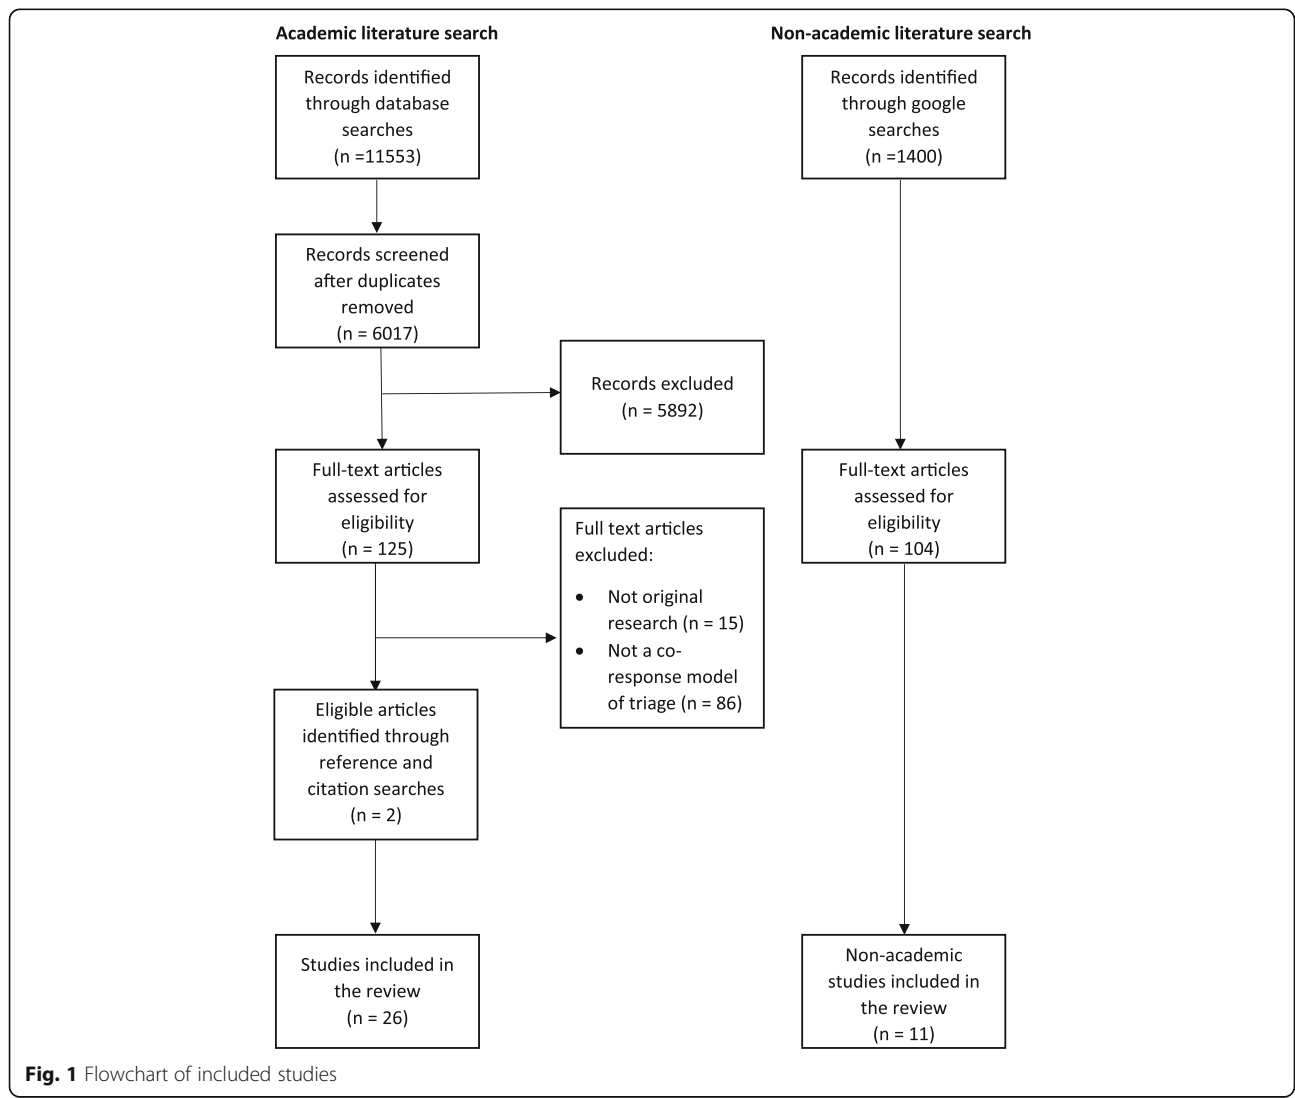 Academic literature search
Records identified
through database
searches
(n =11553)
Records screened
after duplicates
removed
(n = 6017)
Records excluded
(n = 5892)
Full-text articles
assessed for
eligibility
(n = 125)
Full text articles
excluded:
• Not original
research (n = 15)
• Not a co-
response model
of triage (n = 86)
Eligible articles
identified through
reference and
citation searches
(n = 2)
Studies included in
the review
(n = 26)
Non-academic literature search
Records identified
through google
searches
(n =1400)
Full-text articles
assessed for
eligibility
(n = 104)
Non-academic
studies included in
the review
(n = 11)
Fig. 1 Flowchart of included studies